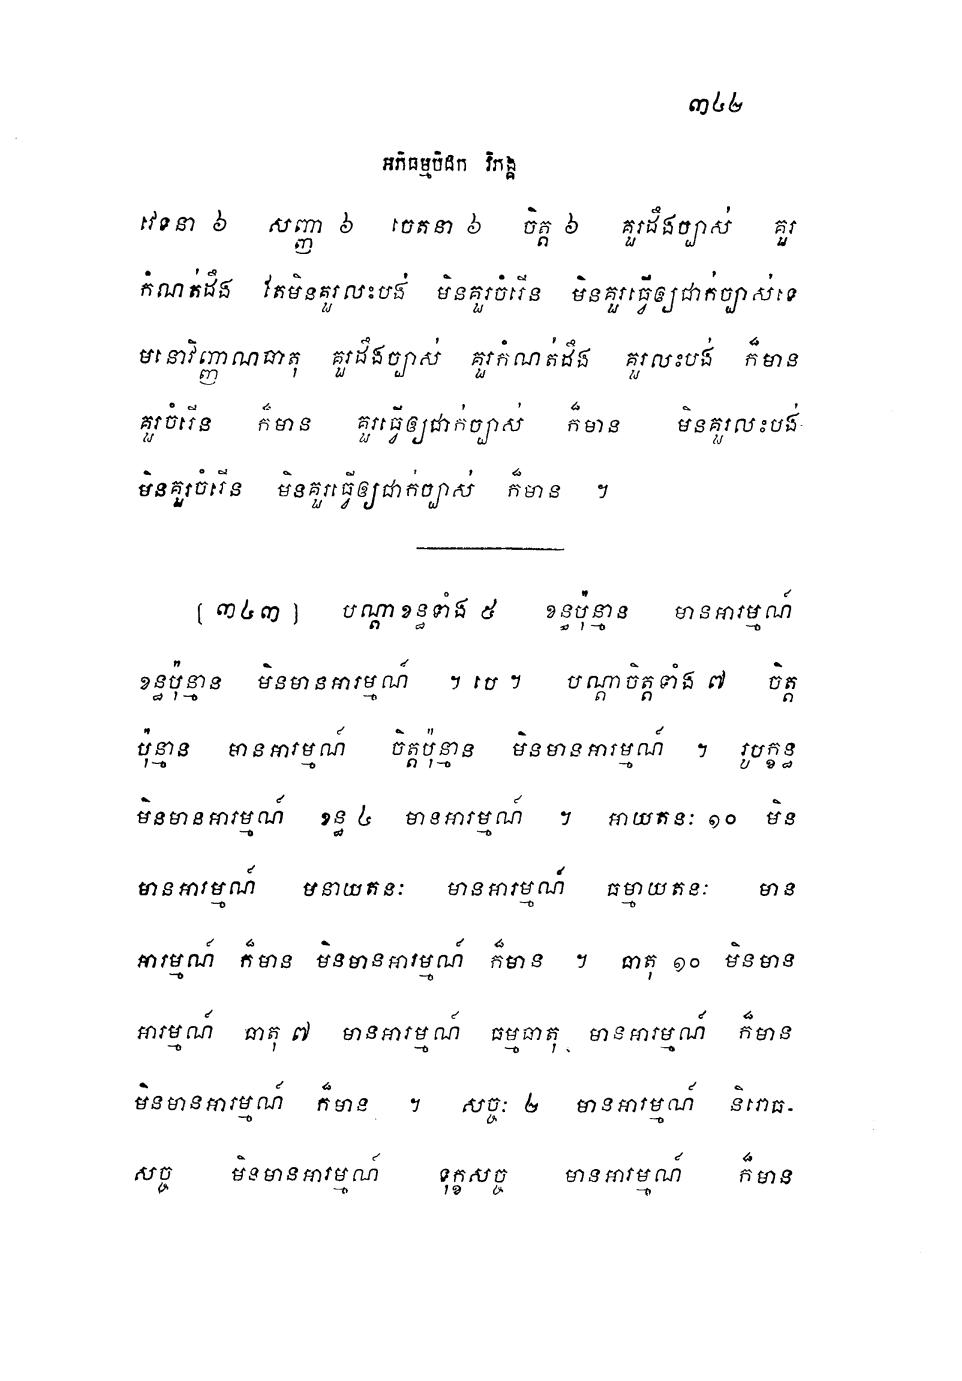 ៣៤២
អភិធម្មបិដក វិភង្គ
វេទនា ៦ សញ្ញា ៦ ចេតនា ៦ ចិត្ត ៦ គួរដឹងច្បាស់ គួរ
កំណត់ដឹង តែមិនគួរលះបង់ មិនគួរចំរើន មិនគួរធ្វើឲ្យជាក់ច្បាស់ទេ
មនោវិញ្ញាណធាតុ គួរដឹងច្បាស់ គួរកំណត់ដឹង គួរលះបង់ ក៏មាន
គួរចំរើន ក៏មាន គួរធ្វើឲ្យជាក់ច្បាស់ ក៏មាន មិនគួរលះបង់
មិនគួរចំរើន មិនគួរធ្វើឲ្យជាក់ច្បាស់ ក៏មាន ។
[៣៤៣] បណ្តាខន្ធទាំង ៥ ខន្ធប៉ុន្មាន មានអារម្មណ៍
ខន្ធប៉ុន្មាន មិនមានអារម្មណ៍ ។ បេ ។ បណ្តាចិត្តទាំង ៧ ចិត្ត
ប៉ុន្មាន មានអារម្មណ៍ ចិត្តប៉ុន្មាន មិនមានអារម្មណ៍ ។ រូបក្ខន្ធ
មិនមានអារម្មណ៍ ខន្ធ ៤ មានអារម្មណ៍ ។ អាយតនៈ ១០ មិន
មានអារម្មណ៍ មនាយតនៈ មានអារម្មណ៍ ធម្មាយតនៈ មាន
អារម្មណ៍ ក៏មាន មិនមានអារម្មណ៍ ក៏មាន ។ ធាតុ ១០ មិនមាន
អារម្មណ៍ ធាតុ ៧ មានអារម្មណ៍ ធម្មធាតុ មានអារម្មណ៍ ក៏មាន
មិនមានអារម្មណ៍ ក៏មាន ។ សច្ចៈ ២ មានអារម្មណ៍ និរោធ-
សច្ច មិនមានអារម្មណ៍ ទុក្ខសច្ច មានអារម្មណ៍ ក៏មាន